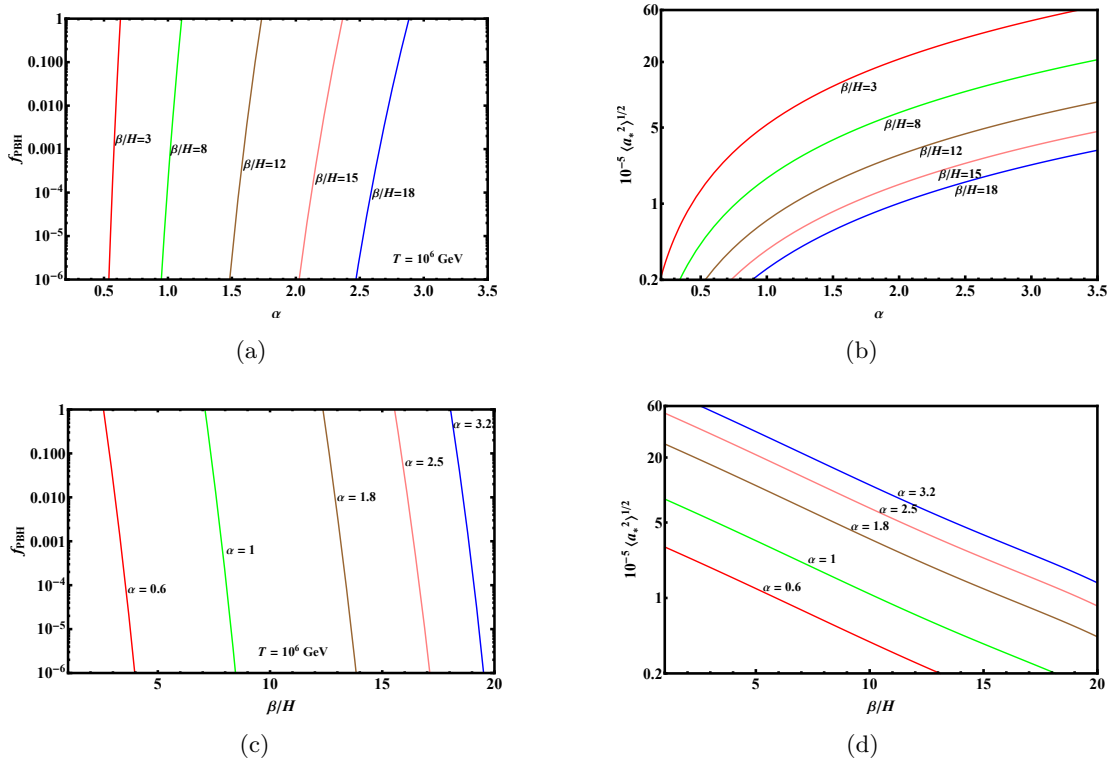 1
0.100
0.010
0.001
10⁻⁴
10⁻⁵
10⁻⁶
f_PBH
β/H=3
β/H=8
β/H=12
β/H=15
β/H=18
T = 10⁶ GeV
0.5 1.0 1.5 2.0 2.5 3.0 3.5
α
(a)
60
20
5
1
0.2
10⁻⁵ ⟨a_*²⟩^1/2
β/H=3
β/H=8
β/H=12
β/H=15
β/H=18
0.5 1.0 1.5 2.0 2.5 3.0 3.5
α
(b)
1
0.100
0.010
0.001
10⁻⁴
10⁻⁵
10⁻⁶
f_PBH
α = 3.2
α = 2.5
α = 1.8
α = 1
α = 0.6
T = 10⁶ GeV
5 10 15 20
β/H
(c)
60
20
5
1
0.2
10⁻⁵ ⟨a_*²⟩^1/2
α = 3.2
α = 2.5
α = 1.8
α = 1
α = 0.6
5 10 15 20
β/H
(d)